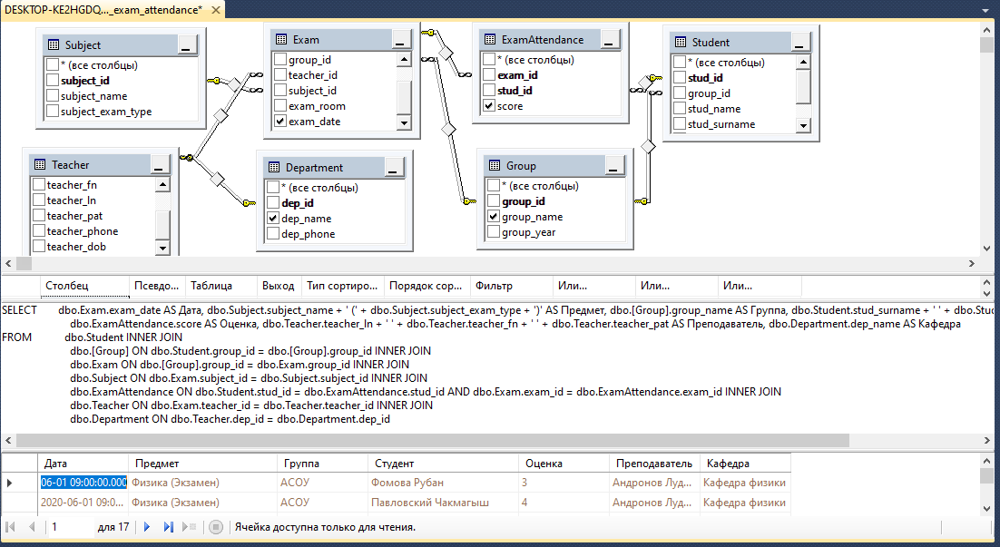 DESKTOP-KE2HGDQ..._exam_attendance*
Subject
* (все столбцы)
subject_id
subject_name
subject_exam_type
Exam
group_id
teacher_id
subject_id
exam_room
exam_date
ExamAttendance
* (все столбцы)
exam_id
stud_id
score
Student
* (все столбцы)
stud_id
group_id
stud_name
stud_surname
Teacher
teacher_fn
teacher_ln
teacher_pat
teacher_phone
teacher_dob
Department
* (все столбцы)
dep_id
dep_name
dep_phone
Group
* (все столбцы)
group_id
group_name
group_year
Столбец Псевдо... Таблица Выход Тип сортиро... Порядок сор... Фильтр Или... Или... Или...
SELECT dbo.Exam.exam_date AS Дата, dbo.Subject.subject_name + ' (' + dbo.Subject.subject_exam_type + ')' AS Предмет, dbo.[Group].group_name AS Группа, dbo.Student.stud_surname + ' ' + dbo.Stu
dbo.ExamAttendance.score AS Оценка, dbo.Teacher.teacher_ln + ' ' + dbo.Teacher.teacher_fn + ' ' + dbo.Teacher.teacher_pat AS Преподаватель, dbo.Department.dep_name AS Кафедра
FROM dbo.Student INNER JOIN
dbo.[Group] ON dbo.Student.group_id = dbo.[Group].group_id INNER JOIN
dbo.Exam ON dbo.[Group].group_id = dbo.Exam.group_id INNER JOIN
dbo.Subject ON dbo.Exam.subject_id = dbo.Subject.subject_id INNER JOIN
dbo.ExamAttendance ON dbo.Student.stud_id = dbo.ExamAttendance.stud_id AND dbo.Exam.exam_id = dbo.ExamAttendance.exam_id INNER JOIN
dbo.Teacher ON dbo.Exam.teacher_id = dbo.Teacher.teacher_id INNER JOIN
dbo.Department ON dbo.Teacher.dep_id = dbo.Department.dep_id
Дата Предмет Группа Студент Оценка Преподаватель Кафедра
06-01 09:00:00.000 Физика (Экзамен) АСОУ Фомова Рубан 3 Андронов Луд... Кафедра физики
2020-06-01 09:0... Физика (Экзамен) АСОУ Павловский Чакмагыш 4 Андронов Луд... Кафедра физики
1 для 17 Ячейка доступна только для чтения.